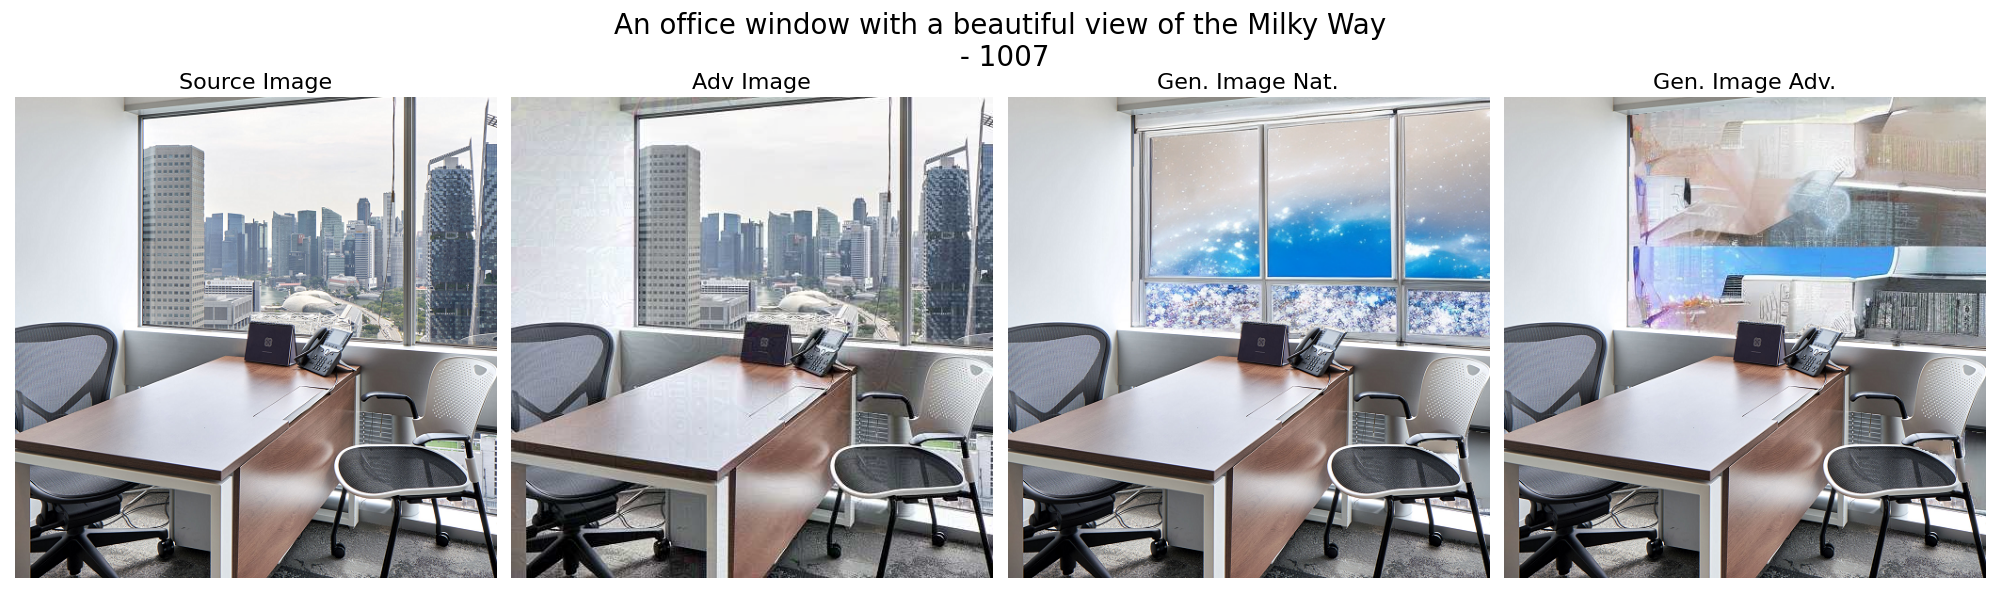 An office window with a beautiful view of the Milky Way
- 1007
Source Image
Adv Image
Gen. Image Nat.
Gen. Image Adv.